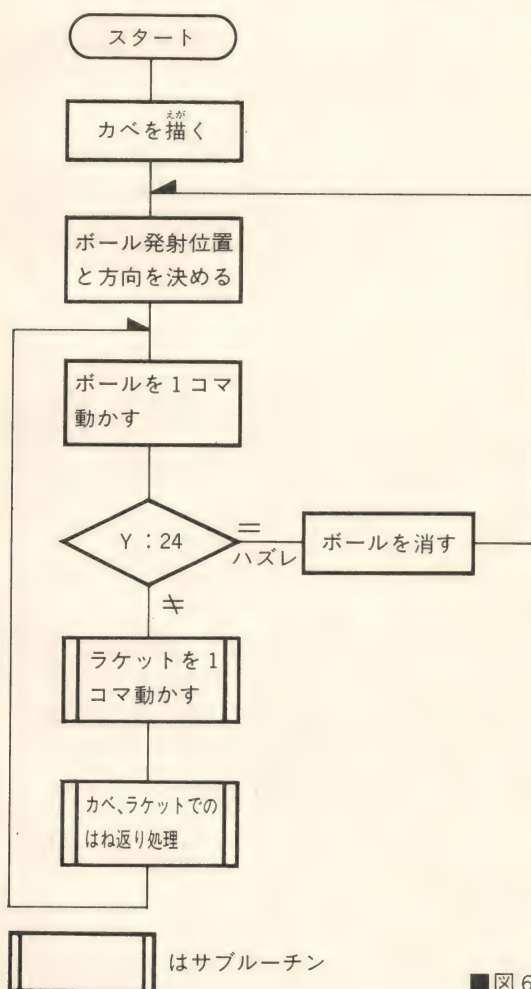 スタート
カベを描く
えが
ボール発射位置
と方向を決める
ボールを1コマ
動かす
Y：24
＝
ハズレ
ボールを消す
≠
ラケットを1
コマ動かす
カベ、ラケットでの
はね返り処理
はサブルーチン
■図6